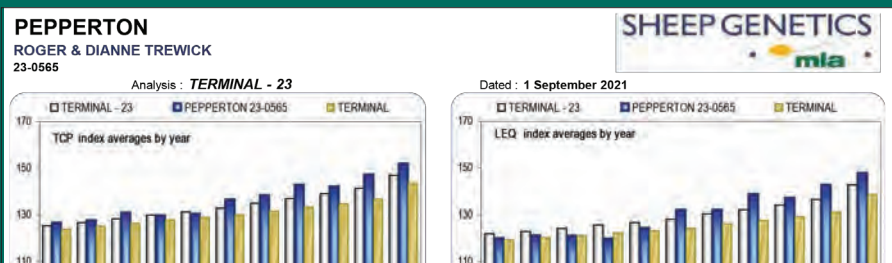 PEPPERTON
ROGER & DIANNE TREWICK
23-0565
SHEEP GENETICS
mla
Analysis : TERMINAL - 23
Dated : 1 September 2021
TERMINAL - 23 PEPPERTON 23-0565 TERMINAL
170
TCP index averages by year
150
130
110
TERMINAL - 23 PEPPERTON 23-0565 TERMINAL
170
LEQ index averages by year
150
130
110